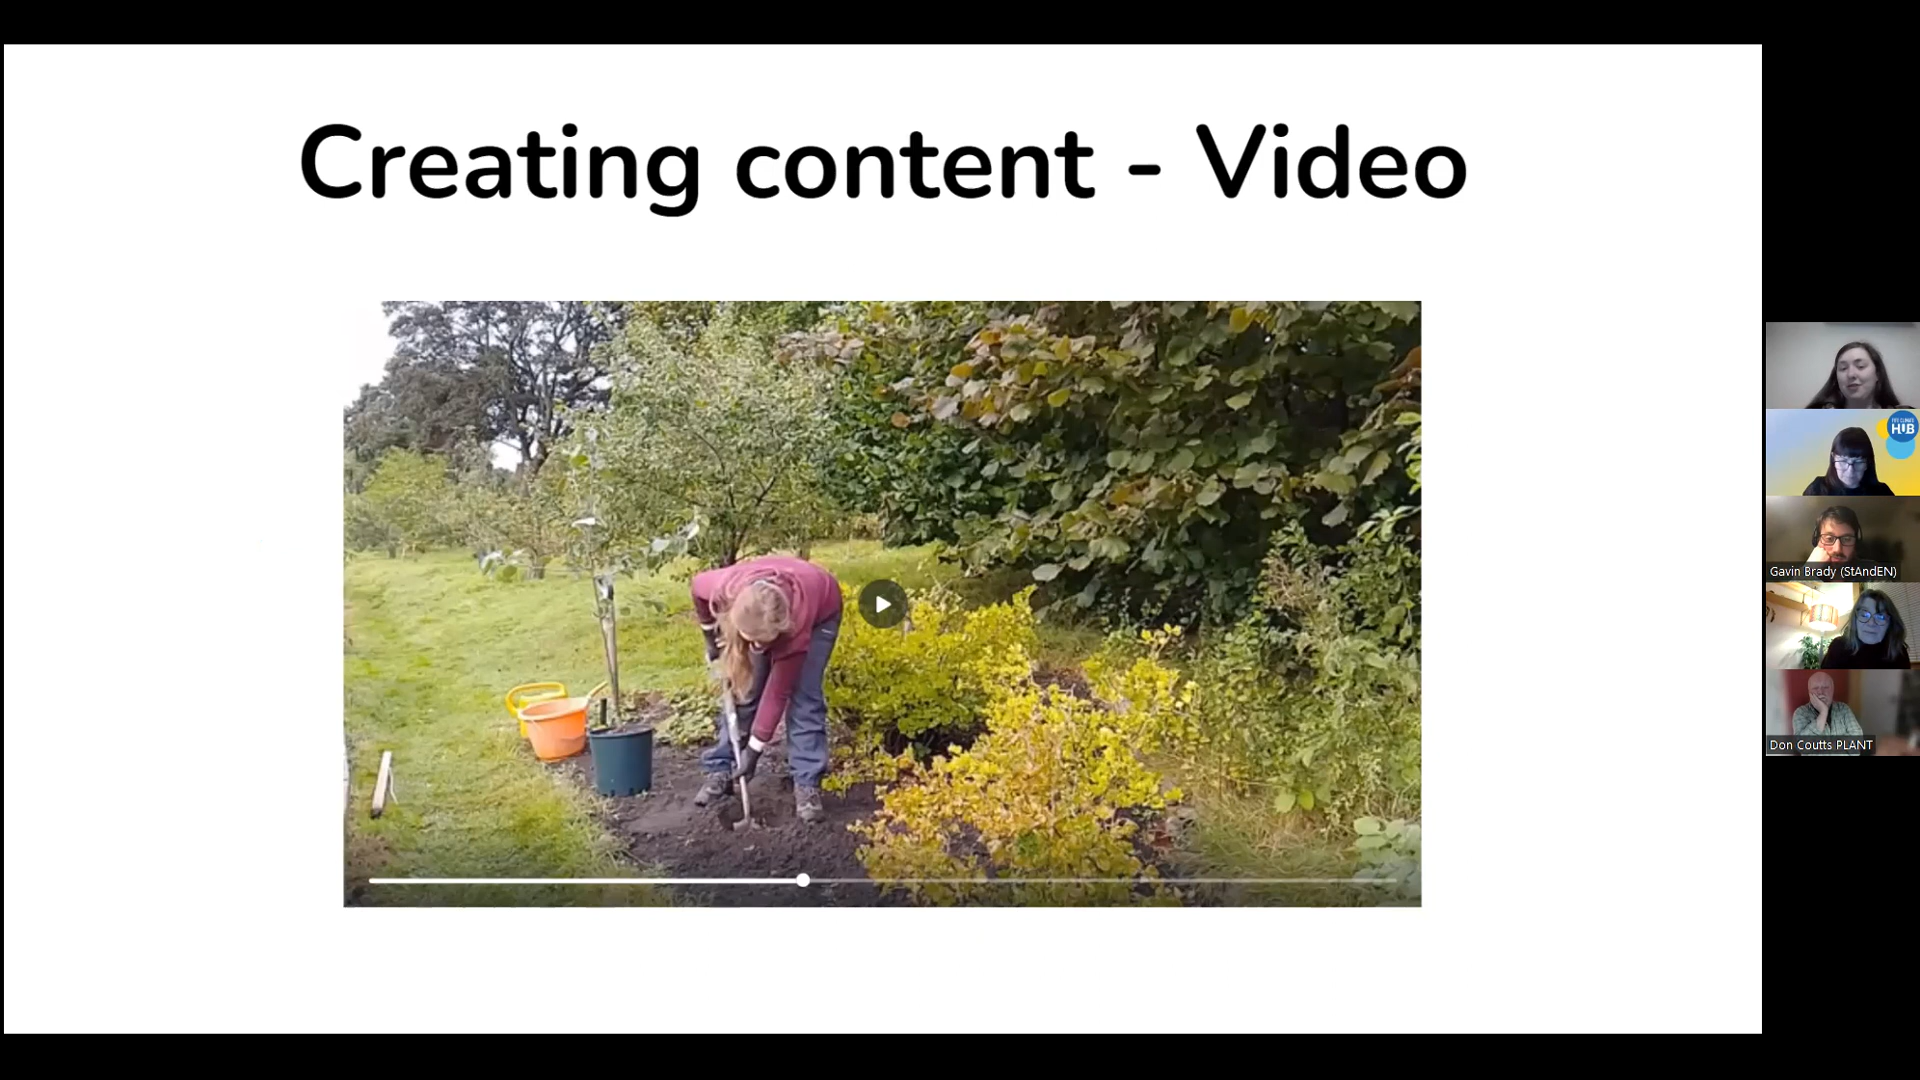 Creating content - Video
HUB
Gavin Brady (StAndEN)
Don Coutts PLANT